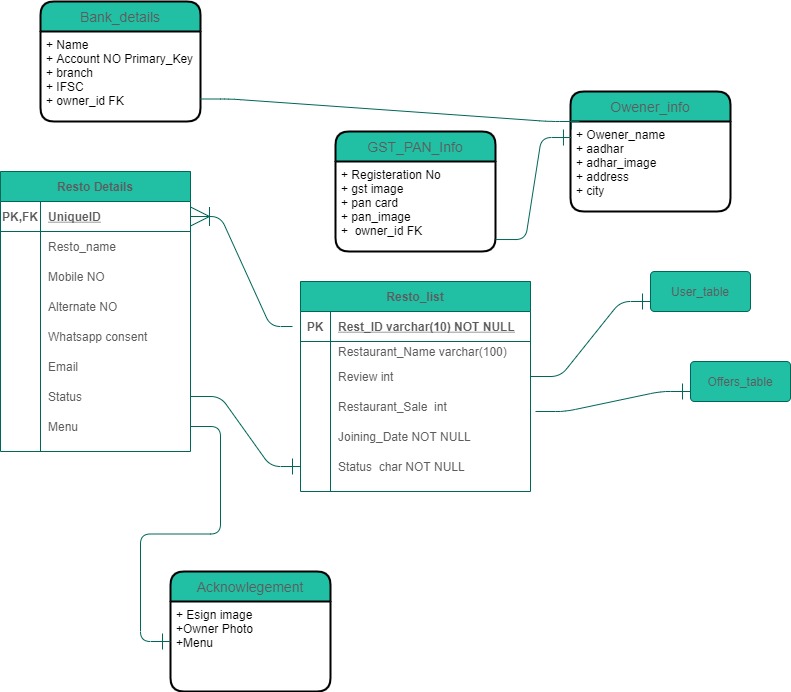 Bank_details
+ Name
+ Account NO Primary_Key
+ branch
+ IFSC
+ owner_id FK
Owener_info
+ Owener_name
+ aadhar
+ adhar_image
+ address
+ city
GST_PAN_Info
+ Registeration No
+ gst image
+ pan card
+ pan_image
+ owner_id FK
Resto Details
PK,FK UniqueID
Resto_name
Mobile NO
Alternate NO
Whatsapp consent
Email
Status
Menu
Resto_list
PK Rest_ID varchar(10) NOT NULL
Restaurant_Name varchar(100)
Review int
Restaurant_Sale int
Joining_Date NOT NULL
Status char NOT NULL
User_table
Offers_table
Acknowlegement
+ Esign image
+Owner Photo
+Menu